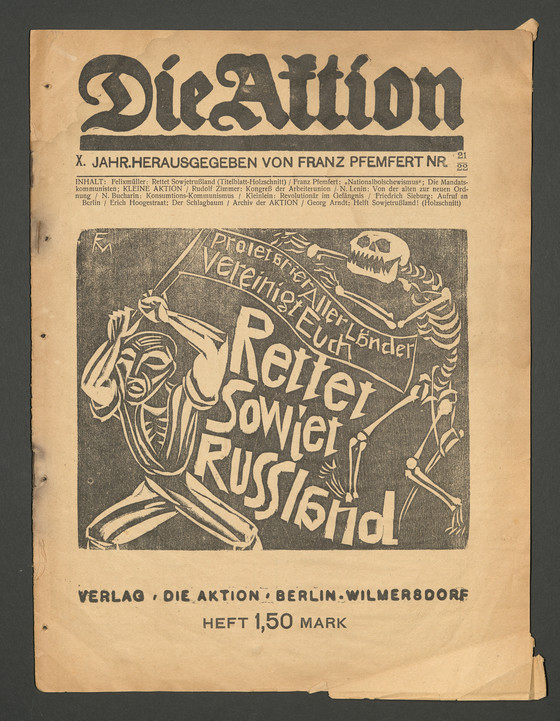 Die Aktion
X. JAHR. HERAUSGEGEBEN VON FRANZ PFEMFERT NR. 21 22
INHALT: Felixmüller: Rettet Sowjetrußland (Titelblatt-Holzschnitt) / Franz Pfemfert: »Nationalbolschewismus«; Die Mandats-
kommunisten; KLEINE AKTION / Rudolf Zimmer: Kongreß der Arbeiterunion / N. Lenin: Von der alten zur neuen Ord-
nung / N. Bucharin: Konsumtions-Kommunismus / Kleinlein: Revolutionär im Gefängnis / Friedrich Sieburg: Aufruf an
Berlin / Erich Hoogestraat: Der Schlagbaum / Archiv der AKTION / Georg Arndt: Helft Sowjetrußland! (Holzschnitt)
FM
Proletarier Aller Länder
Vereinigt Euch
Rettet
Sowjet
Russland
VERLAG / DIE AKTION / BERLIN-WILMERSDORF
HEFT 1,50 MARK